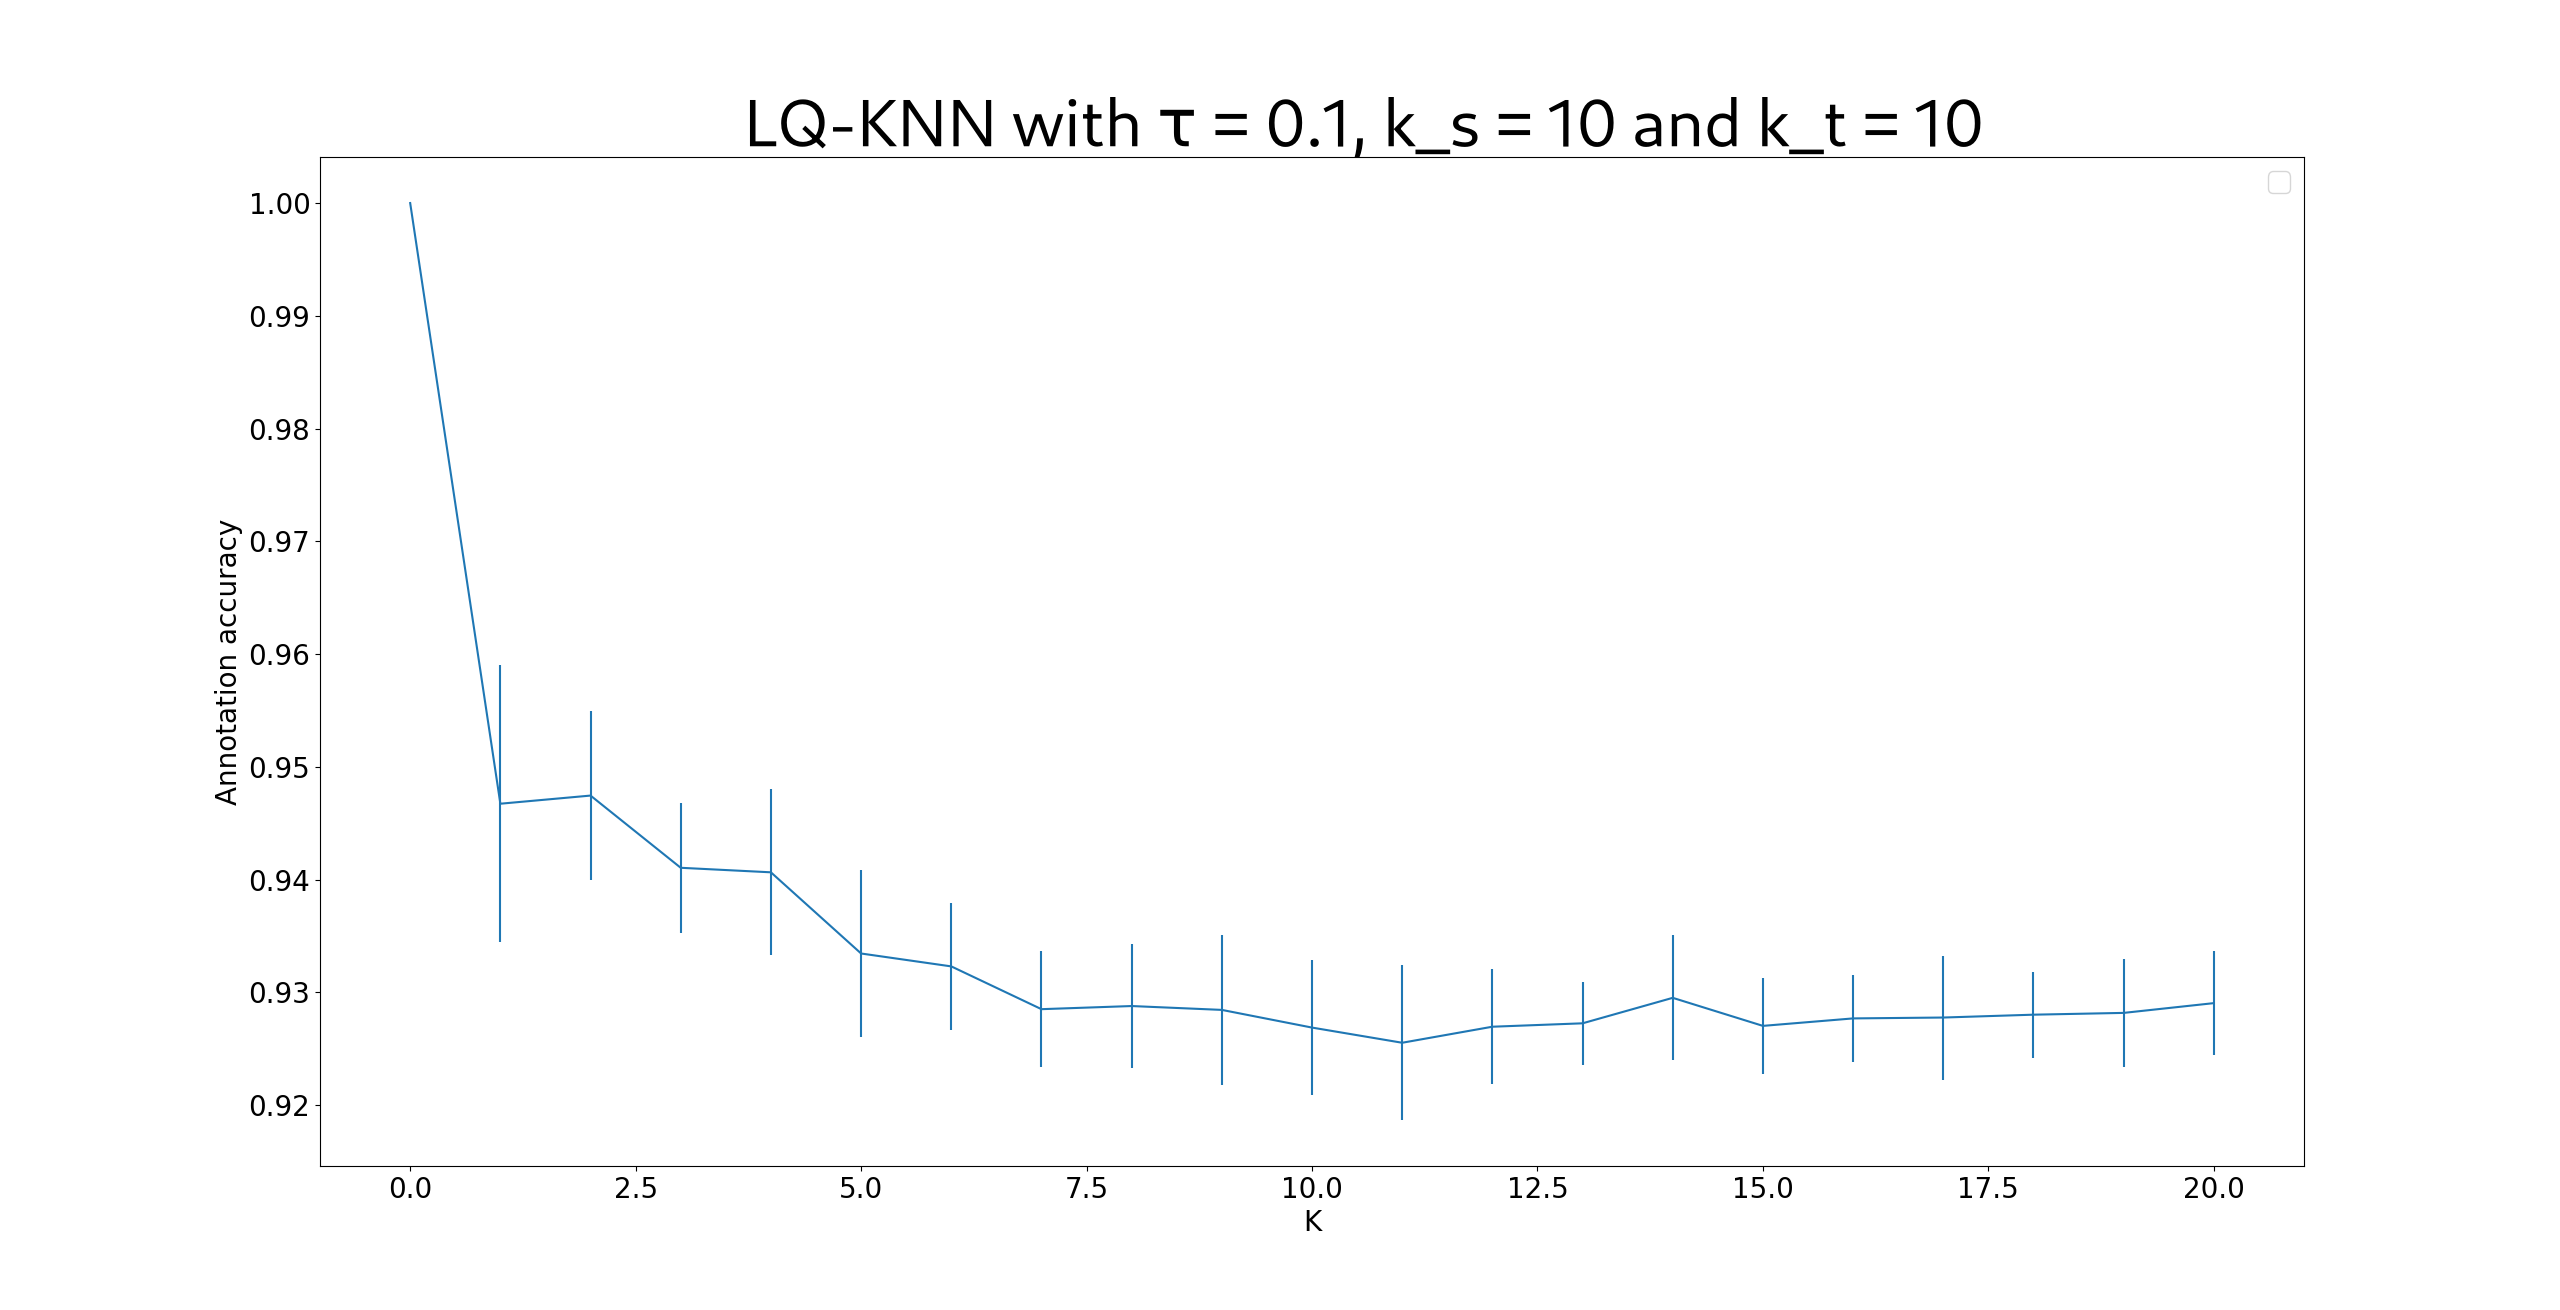 LQ-KNN with τ = 0.1, k_s = 10 and k_t = 10
1.00
0.99
0.98
0.97
0.96
0.95
0.94
0.93
0.92
Annotation accuracy
0.0 2.5 5.0 7.5 10.0 12.5 15.0 17.5 20.0
K